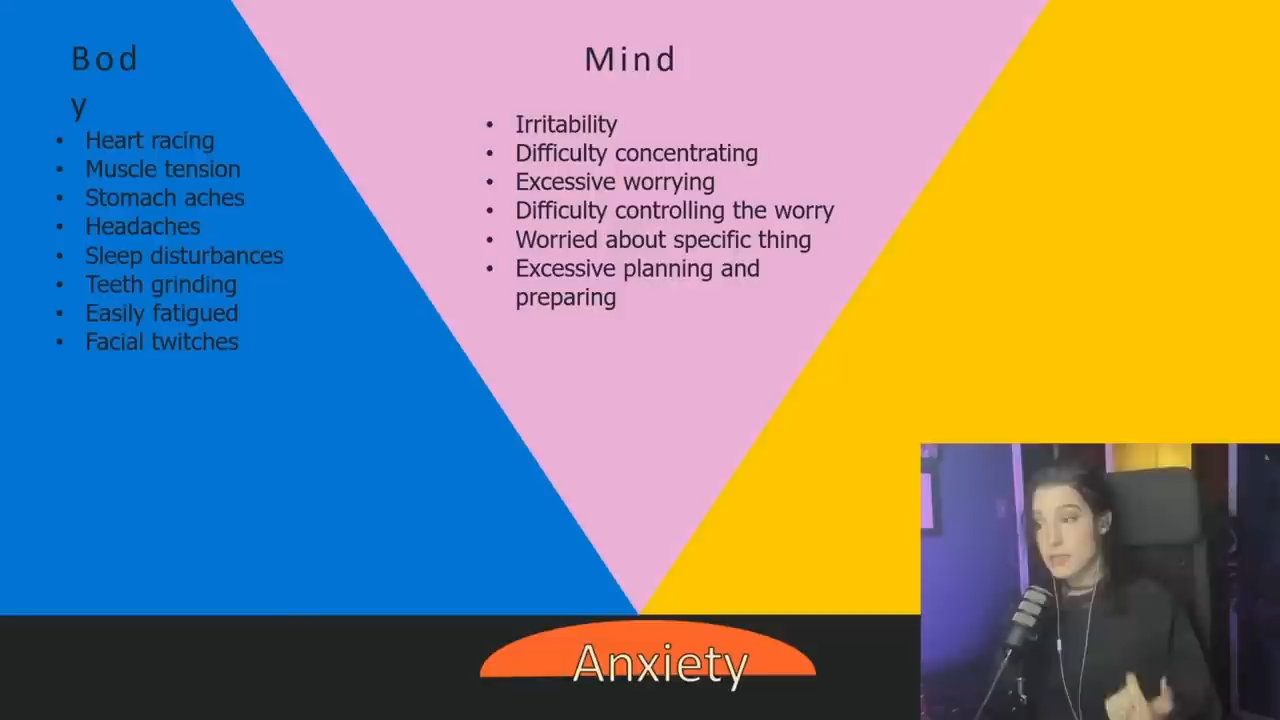 Bod
y
• Heart racing
• Muscle tension
• Stomach aches
• Headaches
• Sleep disturbances
• Teeth grinding
• Easily fatigued
• Facial twitches
Mind
• Irritability
• Difficulty concentrating
• Excessive worrying
• Difficulty controlling the worry
• Worried about specific thing
• Excessive planning and
preparing
Anxiety